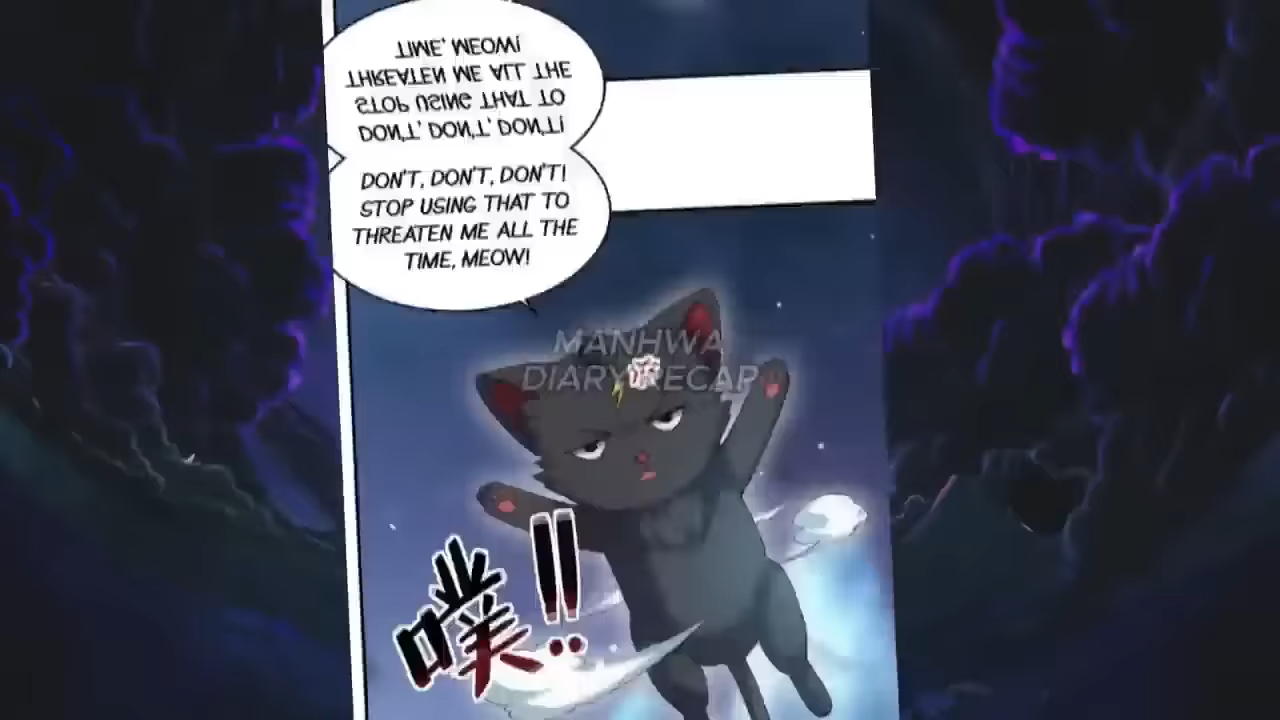 TIME, MEOW!
THREATEN ME ALL THE
STOP USING THAT TO
DON'T, DON'T, DON'T!
DON'T, DON'T, DON'T!
STOP USING THAT TO
THREATEN ME ALL THE
TIME, MEOW!
MANHWA
DIARY RECAP
噗!!